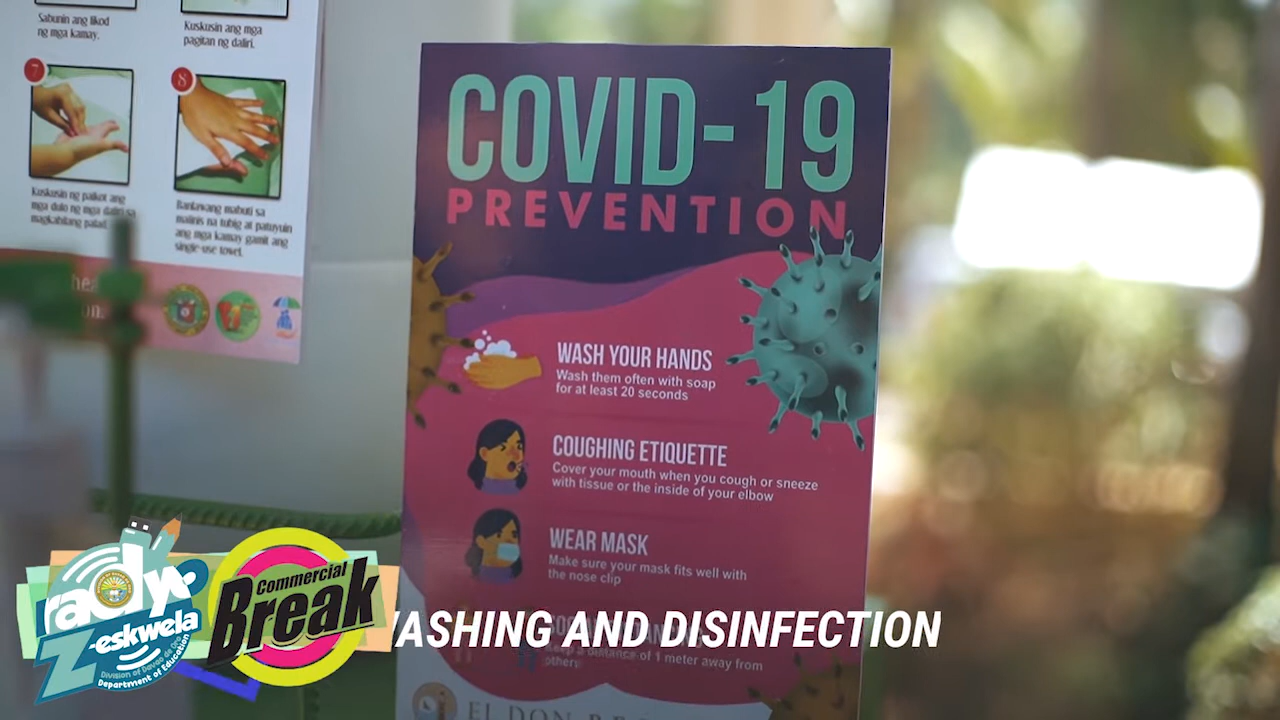 Sabunin ang likod
ng mga kamay.
Kuskusin ang mga
pagitan ng daliri.
7
8
Kuskusin ng paikot ang
mga dulo ng mga daliri sa
magkabilang palad.
Banlawang mabuti sa
malinis na tubig at patuyuin
ang mga kamay gamit ang
single-use towel.
COVID-19
PREVENTION
WASH YOUR HANDS
Wash them often with soap
for at least 20 seconds
COUGHING ETIQUETTE
Cover your mouth when you cough or sneeze
with tissue or the inside of your elbow
WEAR MASK
Make sure your mask fits well with
the nose clip
Keep a distance of 1 meter away from
others
EL DON
radyo
Z-eskwela
Division of Davao de Oro
Department of Education
Commercial
Break
WASHING AND DISINFECTION